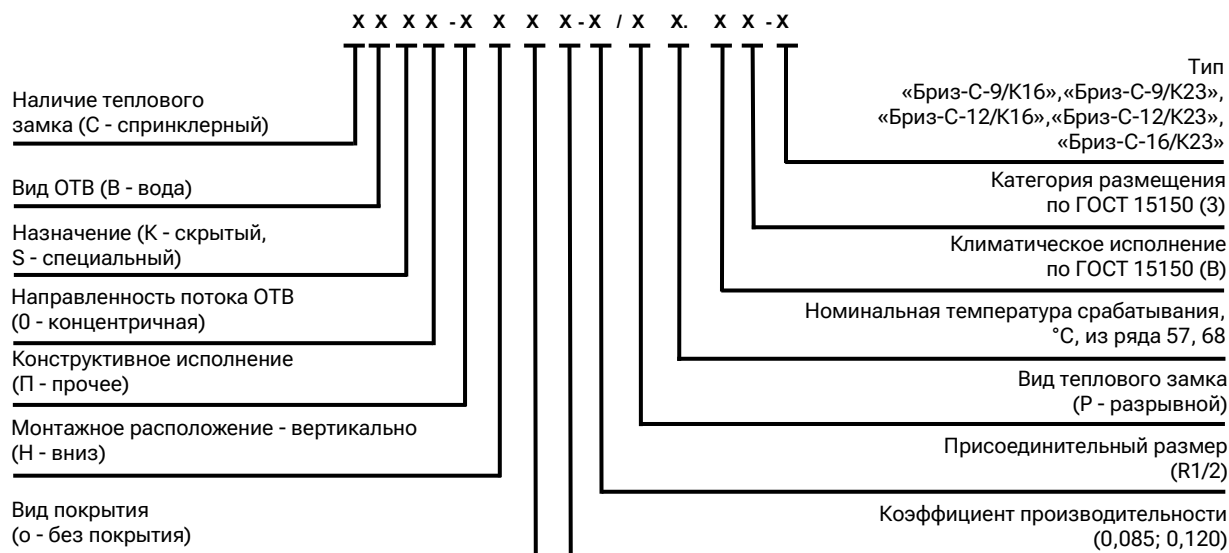 X X X X - X X X X - X / X X. X X - X
Наличие теплового
замка (С - спринклерный)
Вид ОТВ (В - вода)
Назначение (К - скрытый,
S - специальный)
Направленность потока ОТВ
(0 - концентричная)
Конструктивное исполнение
(П - прочее)
Монтажное расположение - вертикально
(Н - вниз)
Вид покрытия
(о - без покрытия)
Тип
«Бриз-С-9/К16»,«Бриз-С-9/К23»,
«Бриз-С-12/К16»,«Бриз-С-12/К23»,
«Бриз-С-16/К23»
Категория размещения
по ГОСТ 15150 (3)
Климатическое исполнение
по ГОСТ 15150 (В)
Номинальная температура срабатывания,
°С, из ряда 57, 68
Вид теплового замка
(Р - разрывной)
Присоединительный размер
(R1/2)
Коэффициент производительности
(0,085; 0,120)